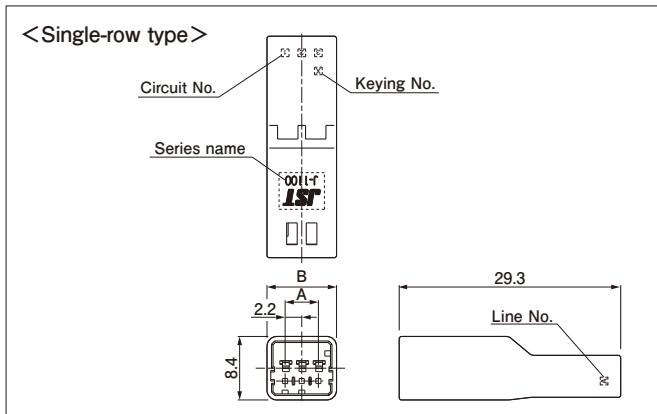 <Single-row type>
Circuit No.
Keying No.
Series name
J-1100
JST
B
A
2.2
8.4
29.3
Line No.